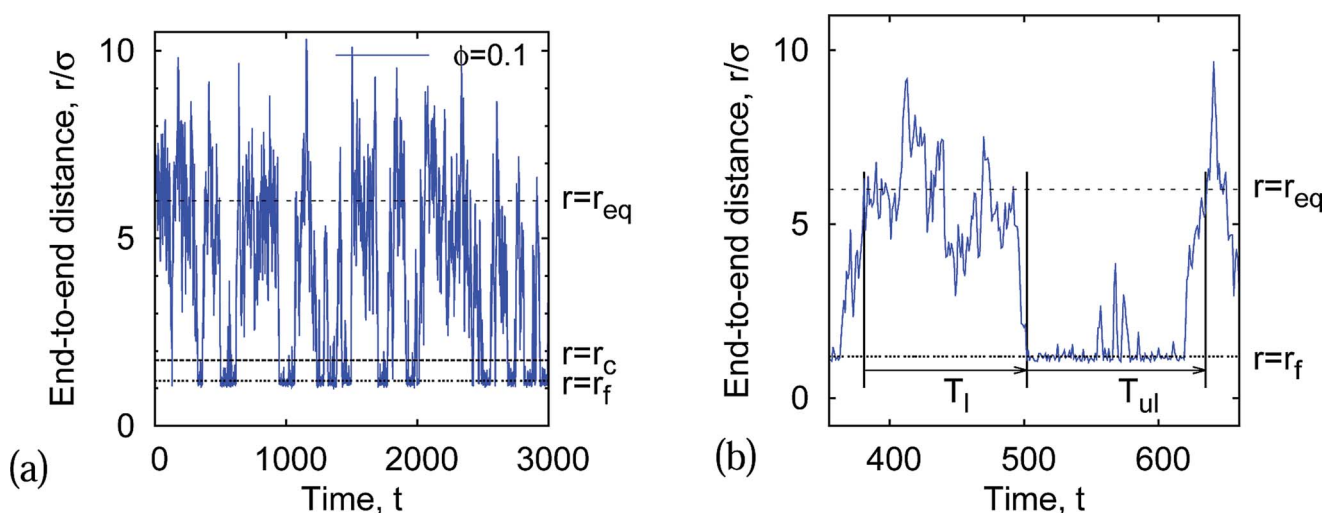 10
5
0
End-to-end distance, r/σ
ϕ=0.1
r=r_eq
r=r_c
r=r_f
0 1000 2000 3000
Time, t
(a)
10
5
0
End-to-end distance, r/σ
r=r_eq
r=r_f
T_l T_ul
400 500 600
Time, t
(b)